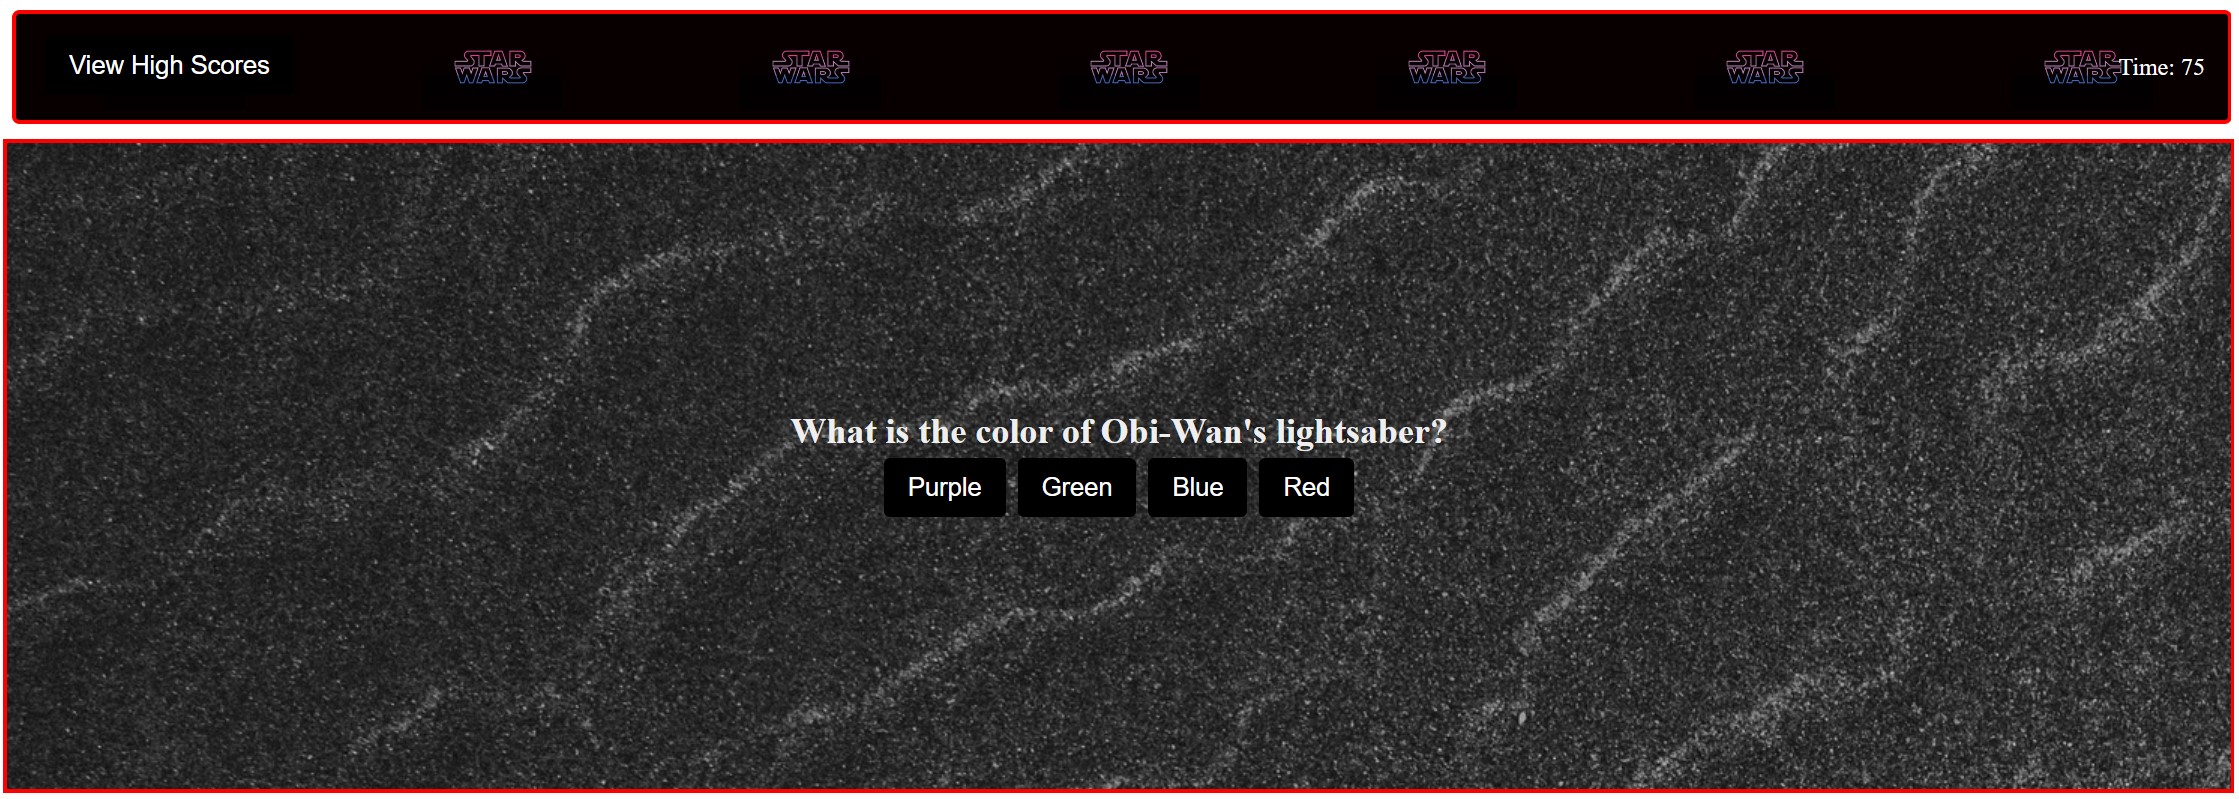 View High Scores
STAR WARS
STAR WARS
STAR WARS
STAR WARS
STAR WARS
STAR WARS
Time: 75
What is the color of Obi-Wan's lightsaber?
Purple
Green
Blue
Red